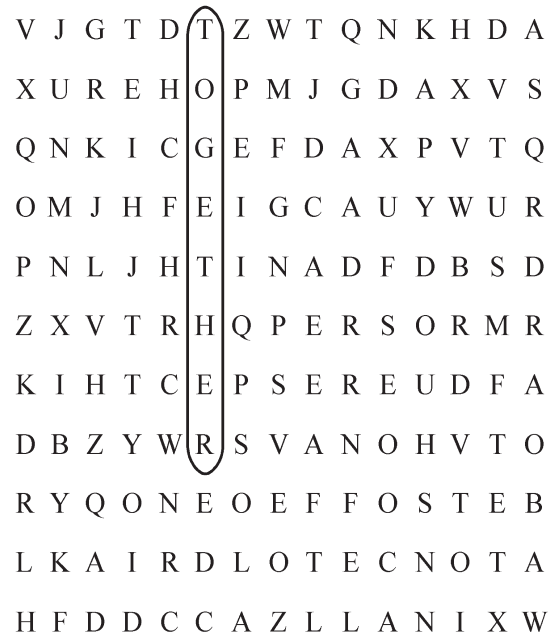 V J G T D T Z W T Q N K H D A
X U R E H O P M J G D A X V S
Q N K I C G E F D A X P V T Q
O M J H F E I G C A U Y W U R
P N L J H T I N A D F D B S D
Z X V T R H Q P E R S O R M R
K I H T C E P S E R E U D F A
D B Z Y W R S V A N O H V T O
R Y Q O N E O E F F O S T E B
L K A I R D L O T E C N O T A
H F D D C C A Z L L A N I X W